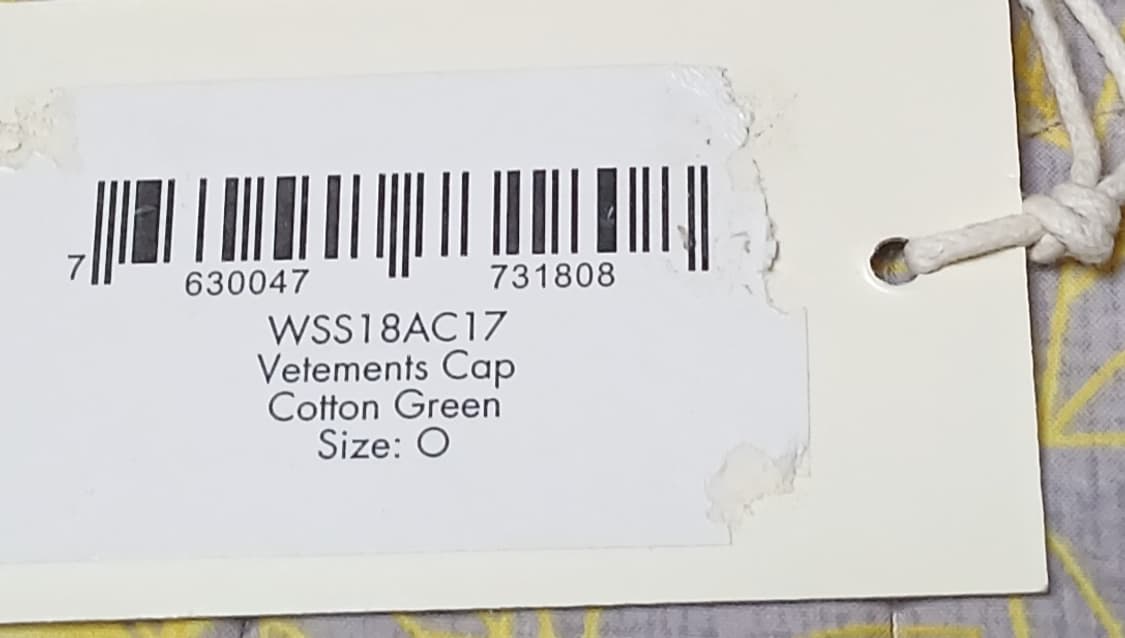 7 630047 731808
WSS18AC17
Vetements Cap
Cotton Green
Size: O